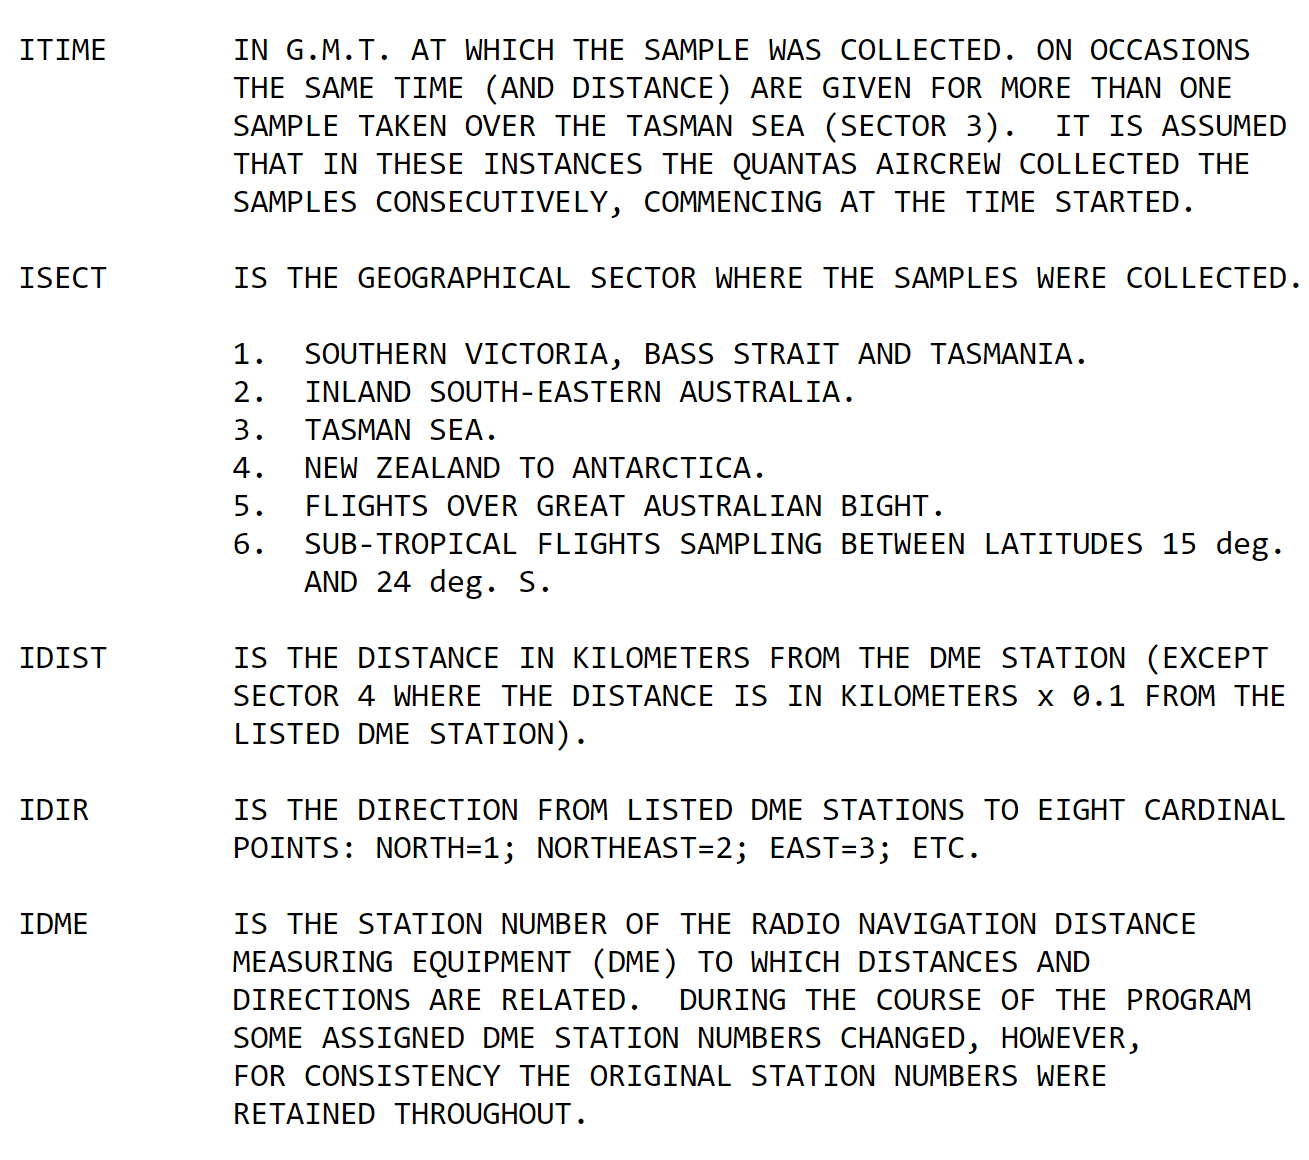 ITIME IN G.M.T. AT WHICH THE SAMPLE WAS COLLECTED. ON OCCASIONS
THE SAME TIME (AND DISTANCE) ARE GIVEN FOR MORE THAN ONE
SAMPLE TAKEN OVER THE TASMAN SEA (SECTOR 3). IT IS ASSUMED
THAT IN THESE INSTANCES THE QUANTAS AIRCREW COLLECTED THE
SAMPLES CONSECUTIVELY, COMMENCING AT THE TIME STARTED.
ISECT IS THE GEOGRAPHICAL SECTOR WHERE THE SAMPLES WERE COLLECTED.
1. SOUTHERN VICTORIA, BASS STRAIT AND TASMANIA.
2. INLAND SOUTH-EASTERN AUSTRALIA.
3. TASMAN SEA.
4. NEW ZEALAND TO ANTARCTICA.
5. FLIGHTS OVER GREAT AUSTRALIAN BIGHT.
6. SUB-TROPICAL FLIGHTS SAMPLING BETWEEN LATITUDES 15 deg.
AND 24 deg. S.
IDIST IS THE DISTANCE IN KILOMETERS FROM THE DME STATION (EXCEPT
SECTOR 4 WHERE THE DISTANCE IS IN KILOMETERS x 0.1 FROM THE
LISTED DME STATION).
IDIR IS THE DIRECTION FROM LISTED DME STATIONS TO EIGHT CARDINAL
POINTS: NORTH=1; NORTHEAST=2; EAST=3; ETC.
IDME IS THE STATION NUMBER OF THE RADIO NAVIGATION DISTANCE
MEASURING EQUIPMENT (DME) TO WHICH DISTANCES AND
DIRECTIONS ARE RELATED. DURING THE COURSE OF THE PROGRAM
SOME ASSIGNED DME STATION NUMBERS CHANGED, HOWEVER,
FOR CONSISTENCY THE ORIGINAL STATION NUMBERS WERE
RETAINED THROUGHOUT.